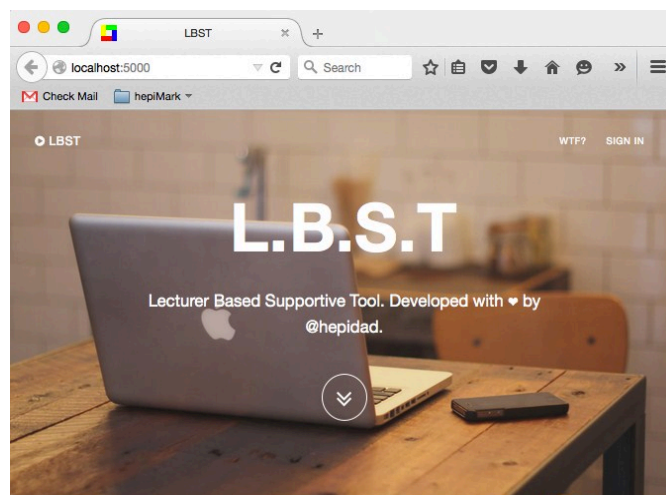 LBST
localhost:5000
Search
Check Mail
hepiMark
LBST
WTF?
SIGN IN
L.B.S.T
Lecturer Based Supportive Tool. Developed with ❤ by
@hepidad.